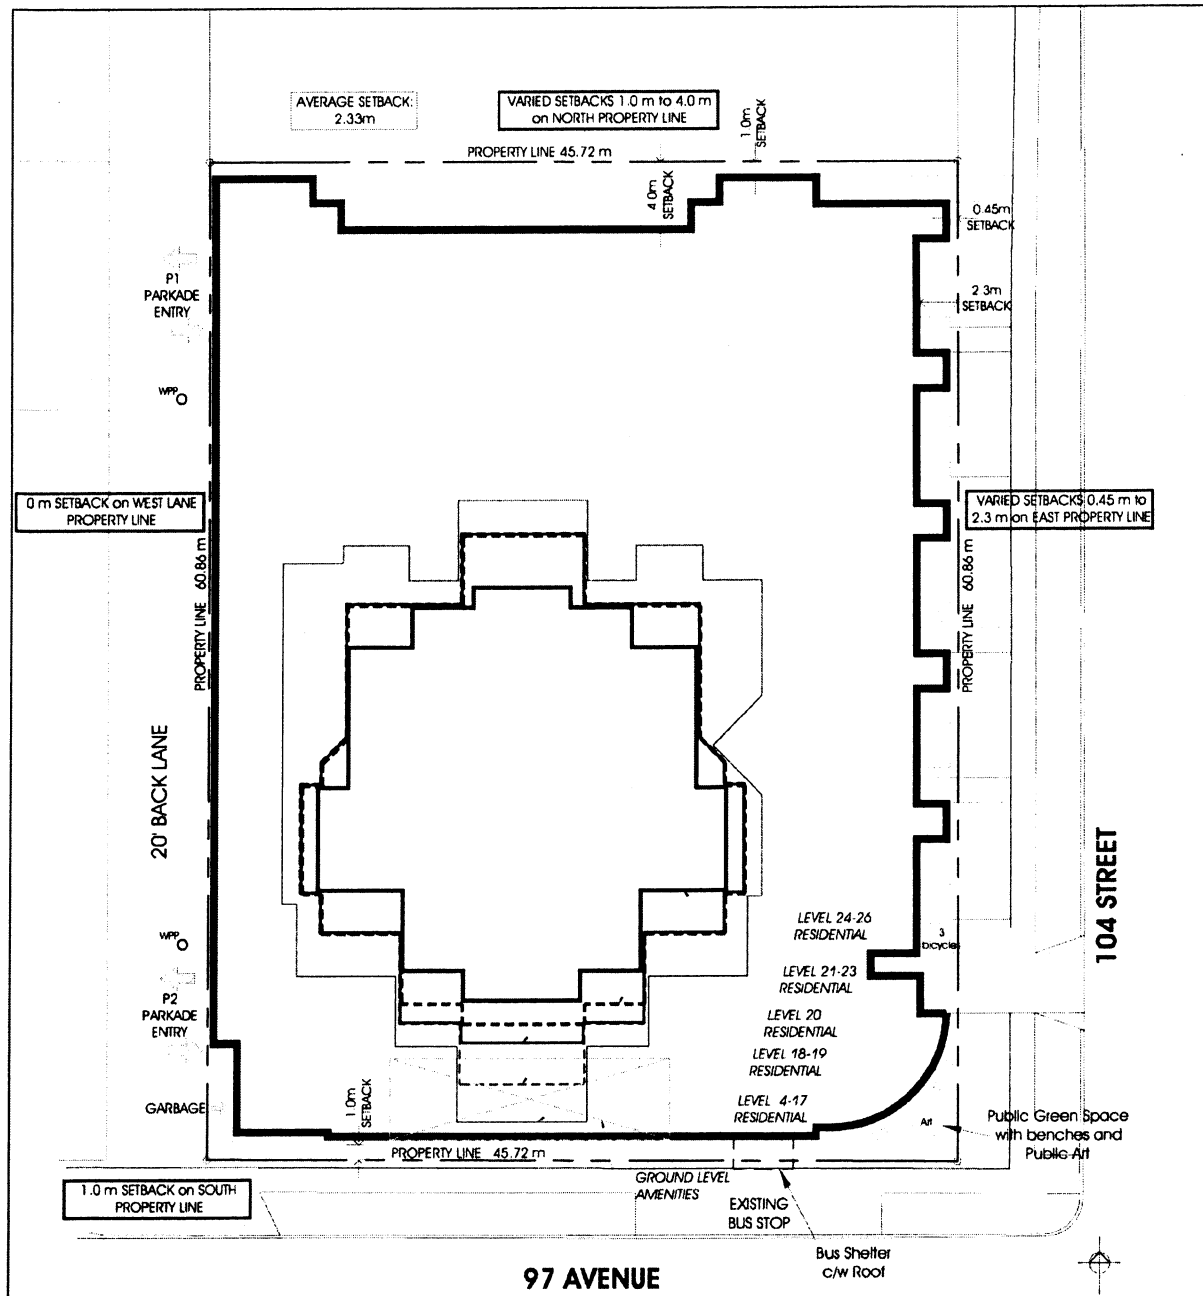 AVERAGE SETBACK:
2.33m
VARIED SETBACKS 1.0 m to 4.0 m
on NORTH PROPERTY LINE
1.0m
SETBACK
PROPERTY LINE 45.72 m
4.0m
SETBACK
0.45m
SETBACK
P1
PARKADE
ENTRY
2.3m
SETBACK
WPP
0 m SETBACK on WEST LANE
PROPERTY LINE
VARIED SETBACKS 0.45 m to
2.3 m on EAST PROPERTY LINE
PROPERTY LINE 60.86 m
PROPERTY LINE 60.86 m
20' BACK LANE
104 STREET
LEVEL 24-26
RESIDENTIAL
3
bicycles
WPP
LEVEL 21-23
RESIDENTIAL
P2
PARKADE
ENTRY
LEVEL 20
RESIDENTIAL
LEVEL 18-19
RESIDENTIAL
LEVEL 4-17
RESIDENTIAL
GARBAGE
1.0m
SETBACK
Art
Public Green Space
with benches and
Public Art
PROPERTY LINE 45.72 m
GROUND LEVEL
AMENITIES
1.0 m SETBACK on SOUTH
PROPERTY LINE
EXISTING
BUS STOP
Bus Shelter
c/w Roof
97 AVENUE